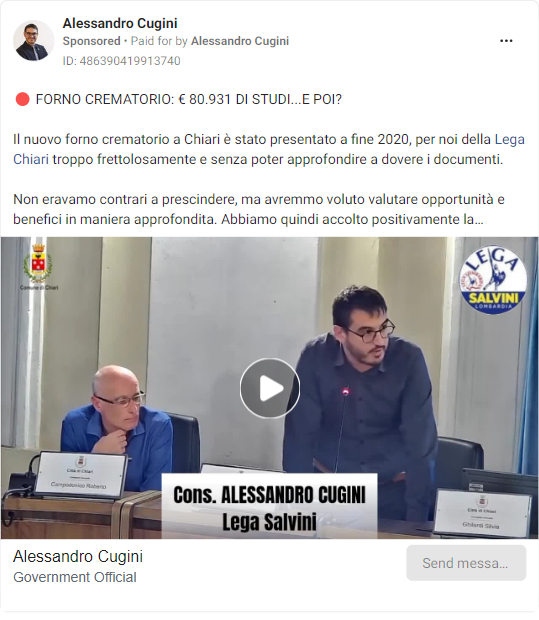 Alessandro Cugini
Sponsored • Paid for by Alessandro Cugini
ID: 486390419913740
FORNO CREMATORIO: € 80.931 DI STUDI...E POI?
Il nuovo forno crematorio a Chiari è stato presentato a fine 2020, per noi della Lega
Chiari troppo frettolosamente e senza poter approfondire a dovere i documenti.
Non eravamo contrari a prescindere, ma avremmo voluto valutare opportunità e
benefici in maniera approfondita. Abbiamo quindi accolto positivamente la...
Comune di Chiari
LEGA
SALVINI
LOMBARDIA
Città di Chiari
Campodonico Roberto
Città di Chiari
Ghilardi Silvia
Cons. ALESSANDRO CUGINI
Lega Salvini
Alessandro Cugini
Government Official
Send messa...